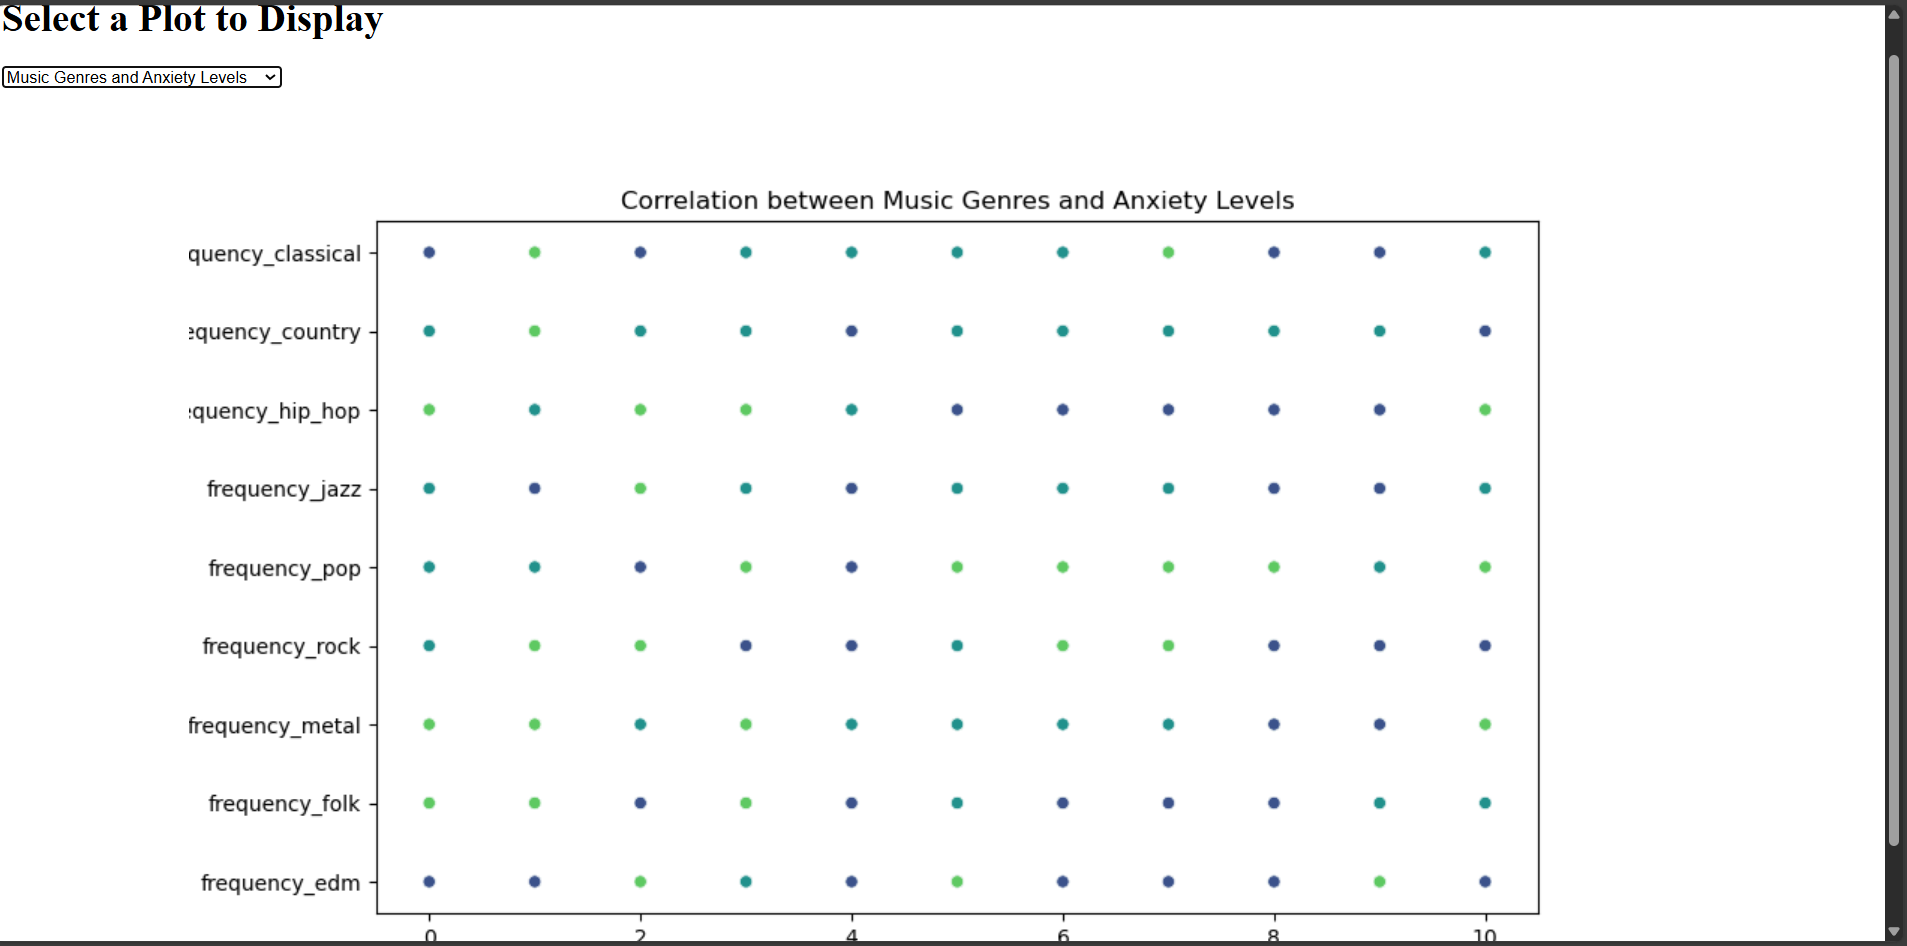 Select a Plot to Display
Music Genres and Anxiety Levels
Correlation between Music Genres and Anxiety Levels
quency_classical
equency_country
equency_hip_hop
frequency_jazz
frequency_pop
frequency_rock
frequency_metal
frequency_folk
frequency_edm
0 2 4 6 8 10